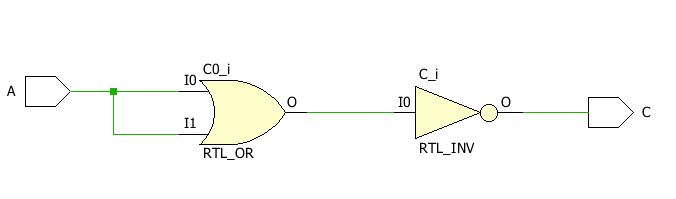 C0_i
C_i
A
I0
O
I0
O
C
I1
RTL_OR
RTL_INV